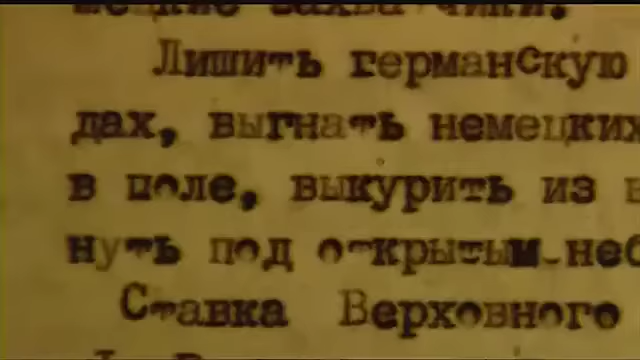 Лишить германскую
дах, выгнать немецких
в поле, выкурить из
нуть под открытым неб
Ставка Верховного